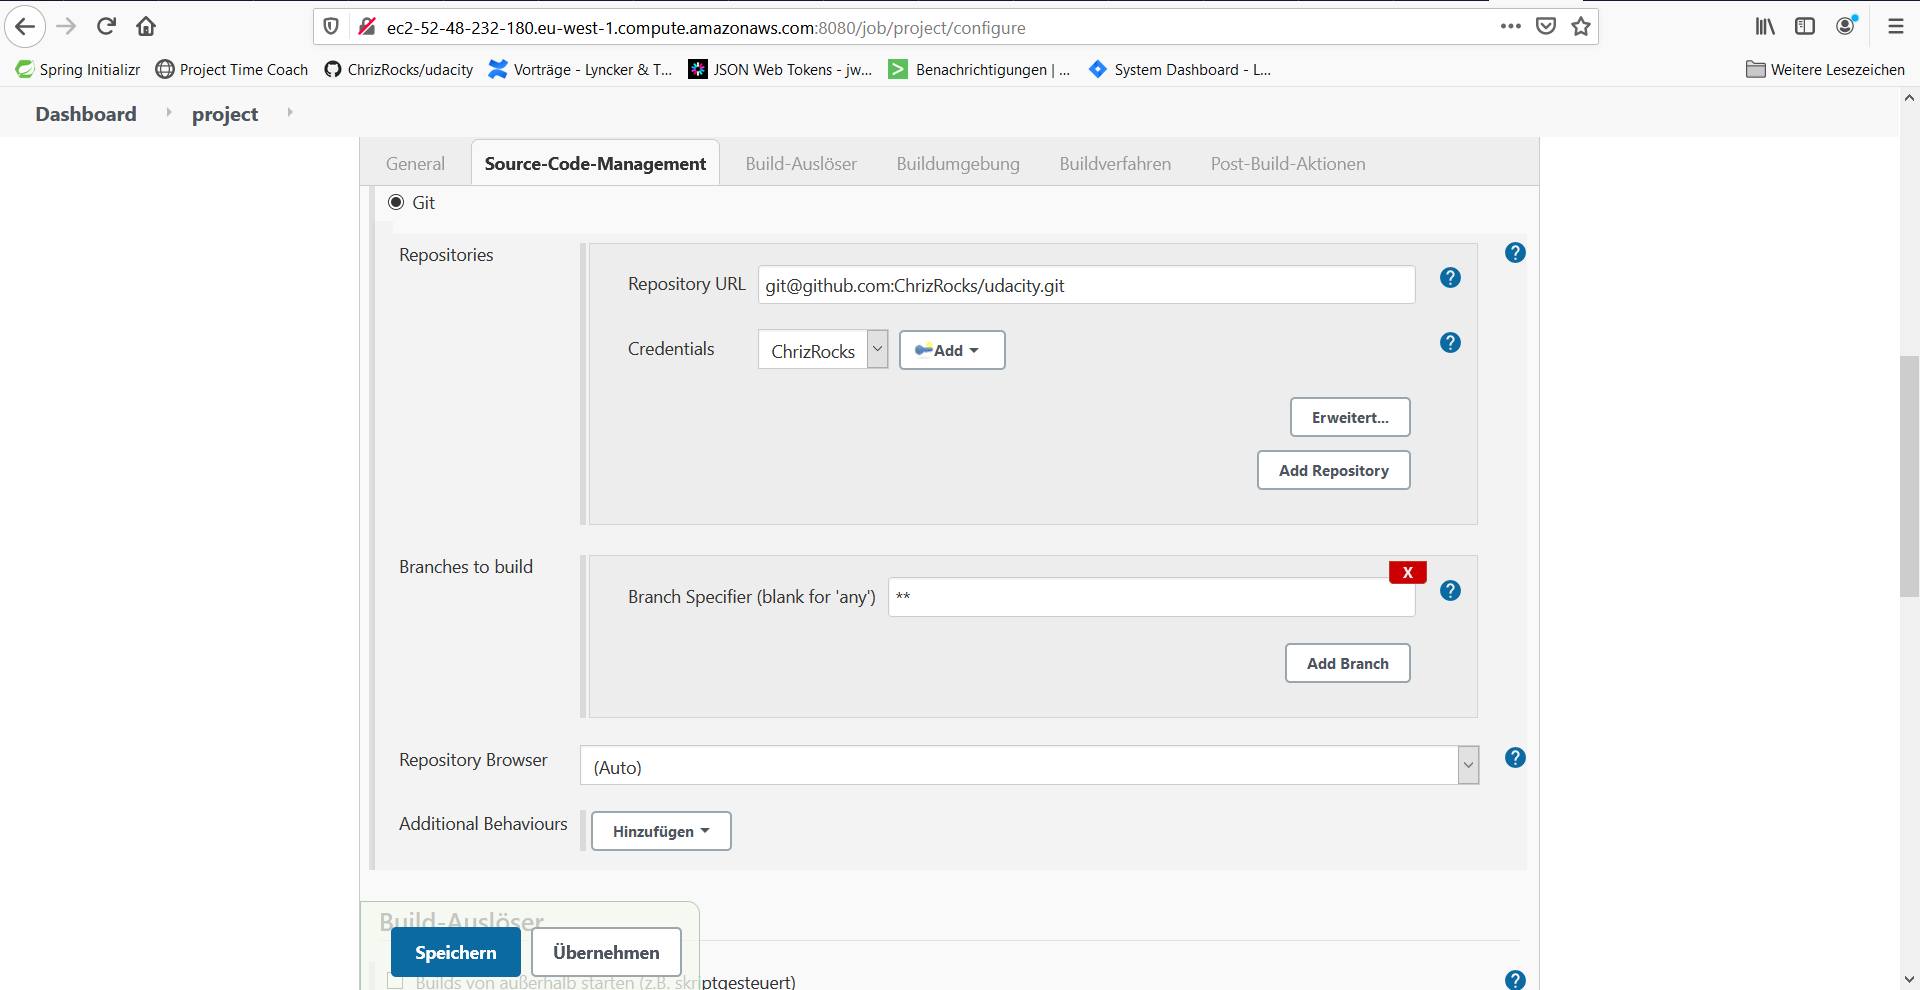 ec2-52-48-232-180.eu-west-1.compute.amazonaws.com:8080/job/project/configure
Spring Initializr Project Time Coach ChrizRocks/udacity Vorträge - Lyncker & T... JSON Web Tokens - jw... Benachrichtigungen | ... System Dashboard - L... Weitere Lesezeichen
Dashboard project
General Source-Code-Management Build-Auslöser Buildumgebung Buildverfahren Post-Build-Aktionen
Git
Repositories
Repository URL git@github.com:ChrizRocks/udacity.git
Credentials ChrizRocks Add
Erweitert...
Add Repository
Branches to build
X
Branch Specifier (blank for 'any') **
Add Branch
Repository Browser (Auto)
Additional Behaviours Hinzufügen
Build-Auslöser
Speichern Übernehmen
Builds von außerhalb starten (z.B. skriptgesteuert)